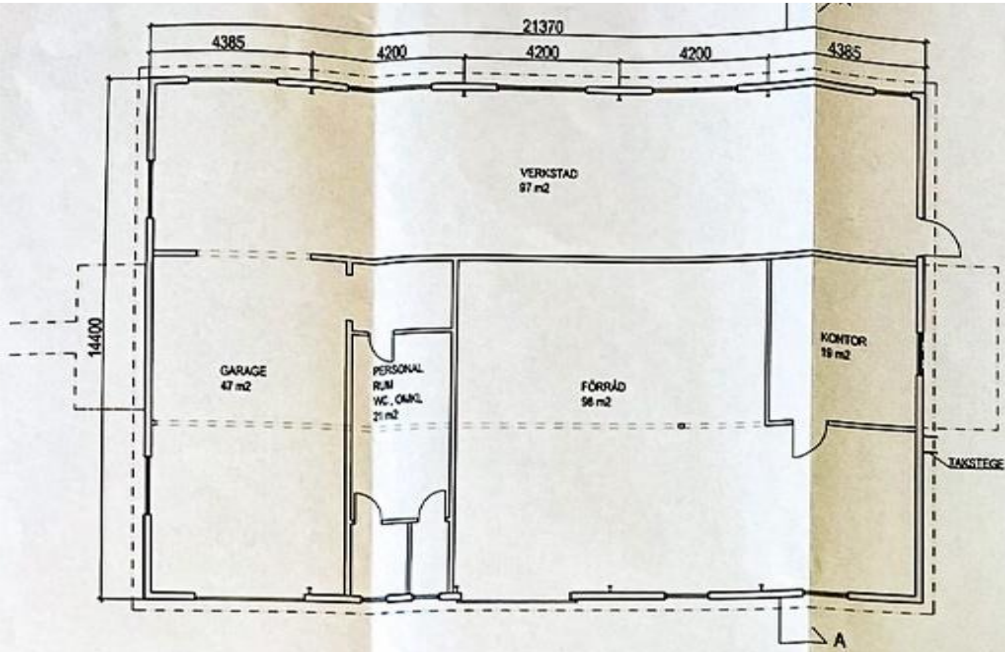 21370
4385
4200
4200
4200
4385
VERKSTAD
97 m2
14400
GARAGE
47 m2
PERSONAL
RUM
WC, OMKL
21 m2
FÖRRÅD
98 m2
KONTOR
19 m2
TAKSTEGE
A